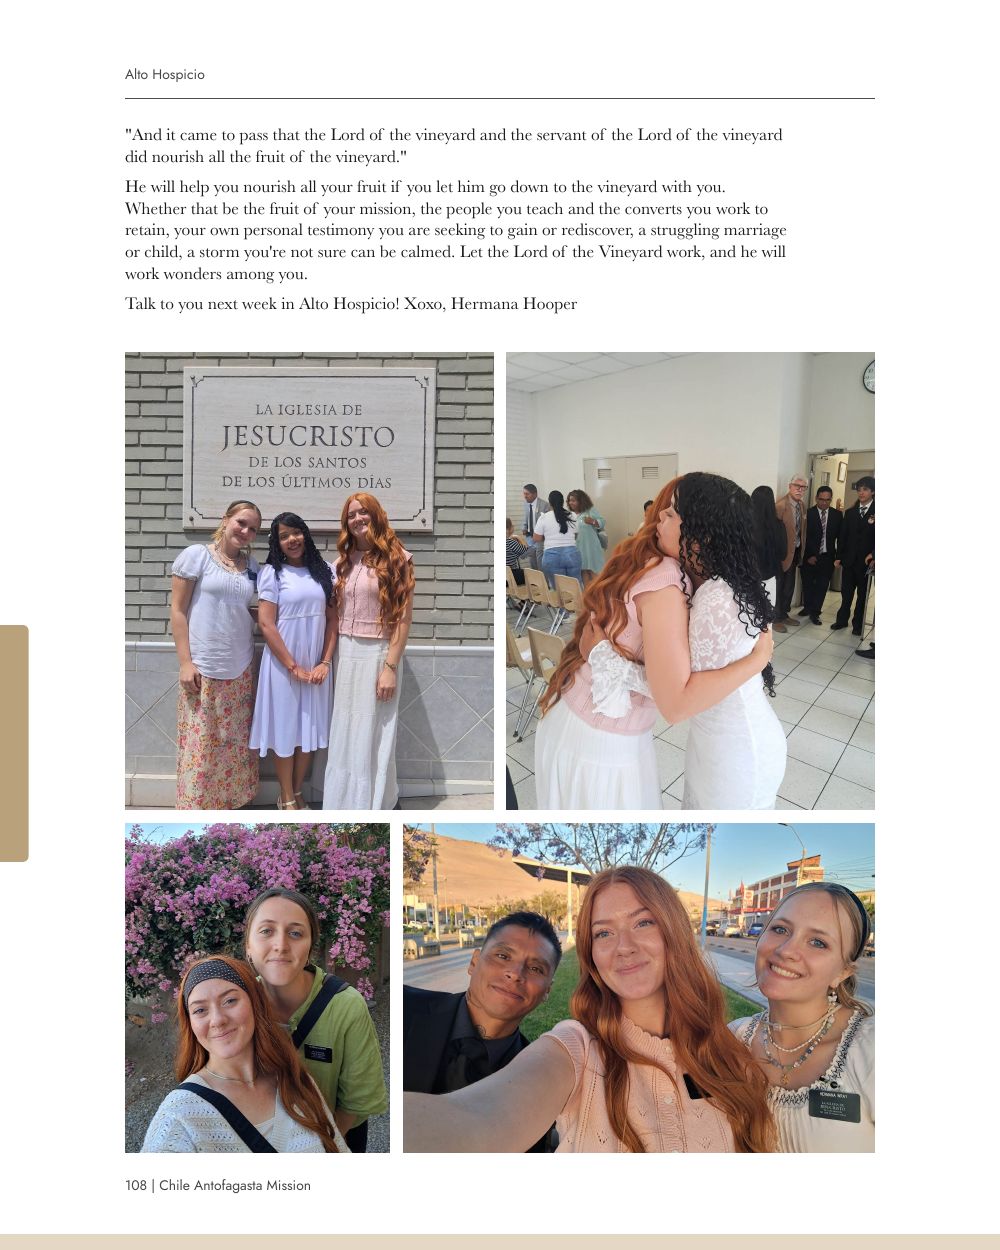 Alto Hospicio
"And it came to pass that the Lord of the vineyard and the servant of the Lord of the vineyard
did nourish all the fruit of the vineyard."
He will help you nourish all your fruit if you let him go down to the vineyard with you.
Whether that be the fruit of your mission, the people you teach and the converts you work to
retain, your own personal testimony you are seeking to gain or rediscover, a struggling marriage
or child, a storm you're not sure can be calmed. Let the Lord of the Vineyard work, and he will
work wonders among you.
Talk to you next week in Alto Hospicio! Xoxo, Hermana Hooper
LA IGLESIA DE
JESUCRISTO
DE LOS SANTOS
DE LOS ÚLTIMOS DÍAS
HERMANA WRAY
LA IGLESIA DE
JESUCRISTO
108 | Chile Antofagasta Mission